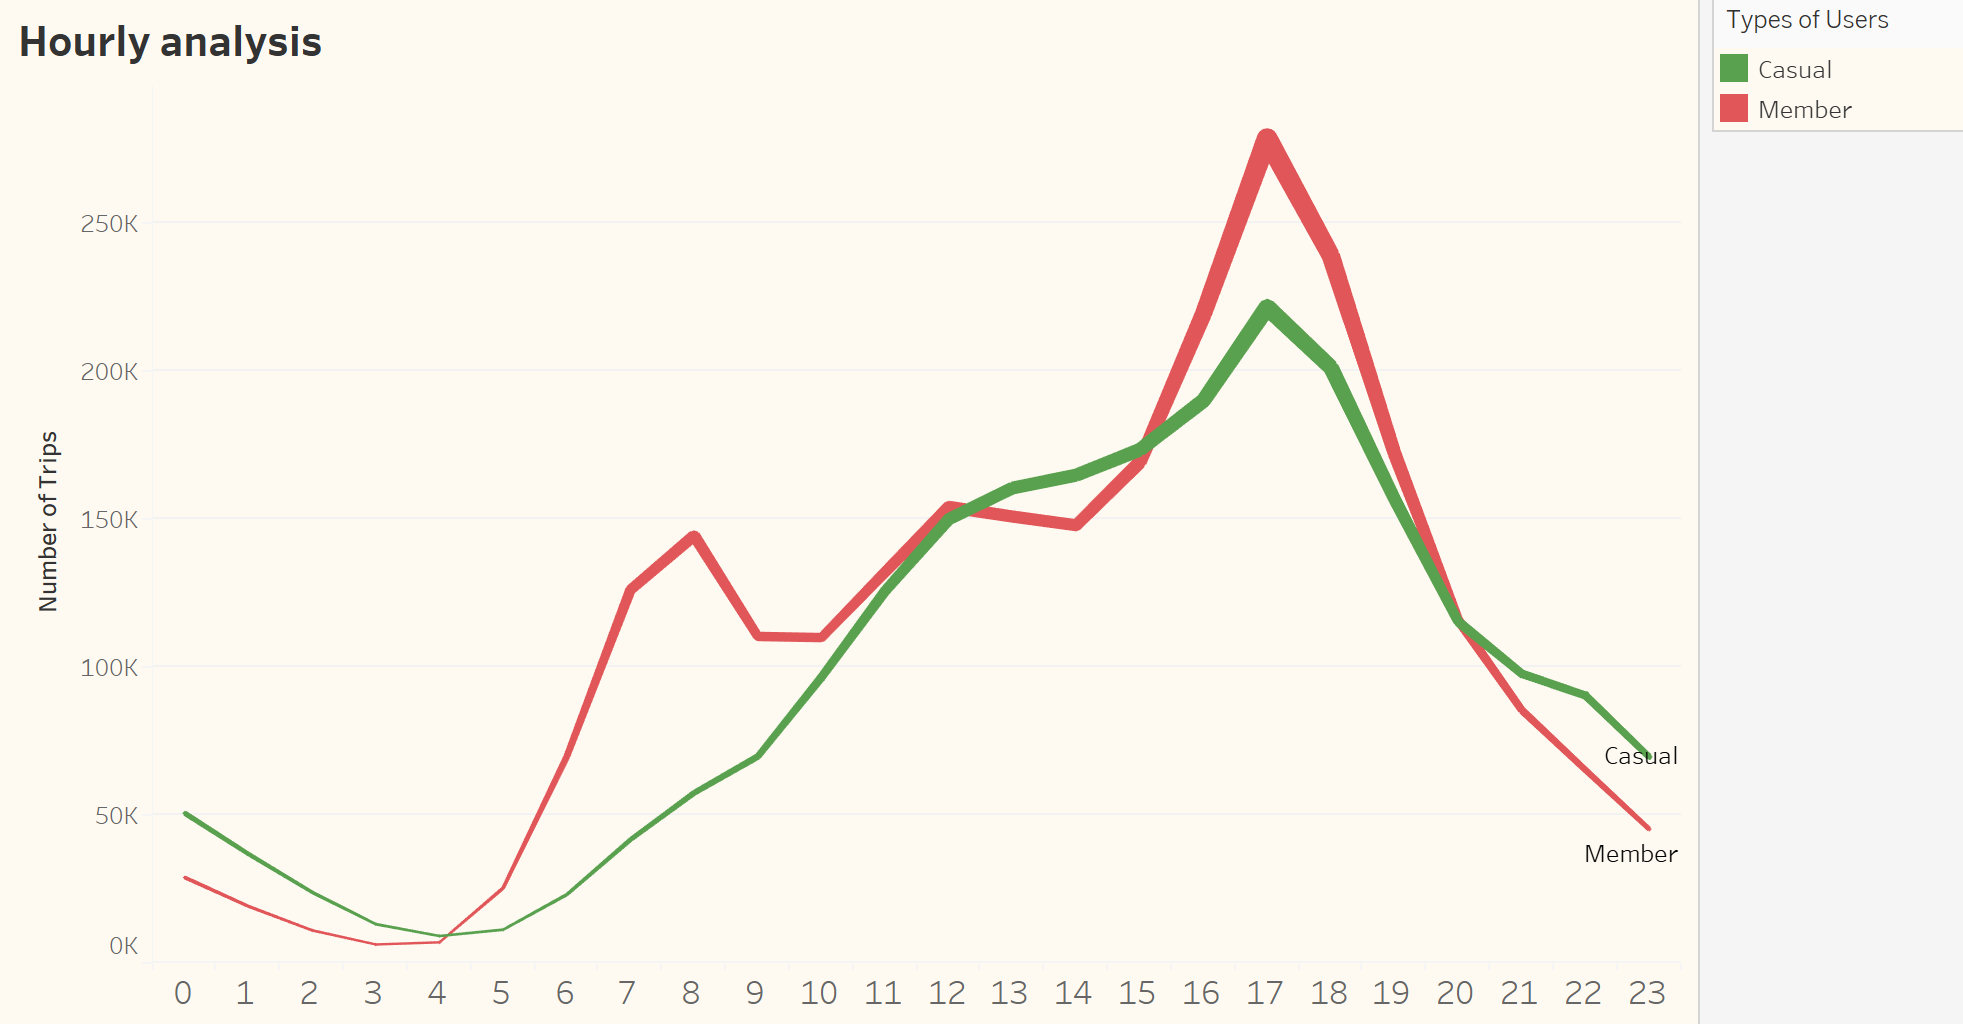 Hourly analysis
Types of Users
Casual
Member
Number of Trips
250K
200K
150K
100K
50K
0K
Casual
Member
0 1 2 3 4 5 6 7 8 9 10 11 12 13 14 15 16 17 18 19 20 21 22 23